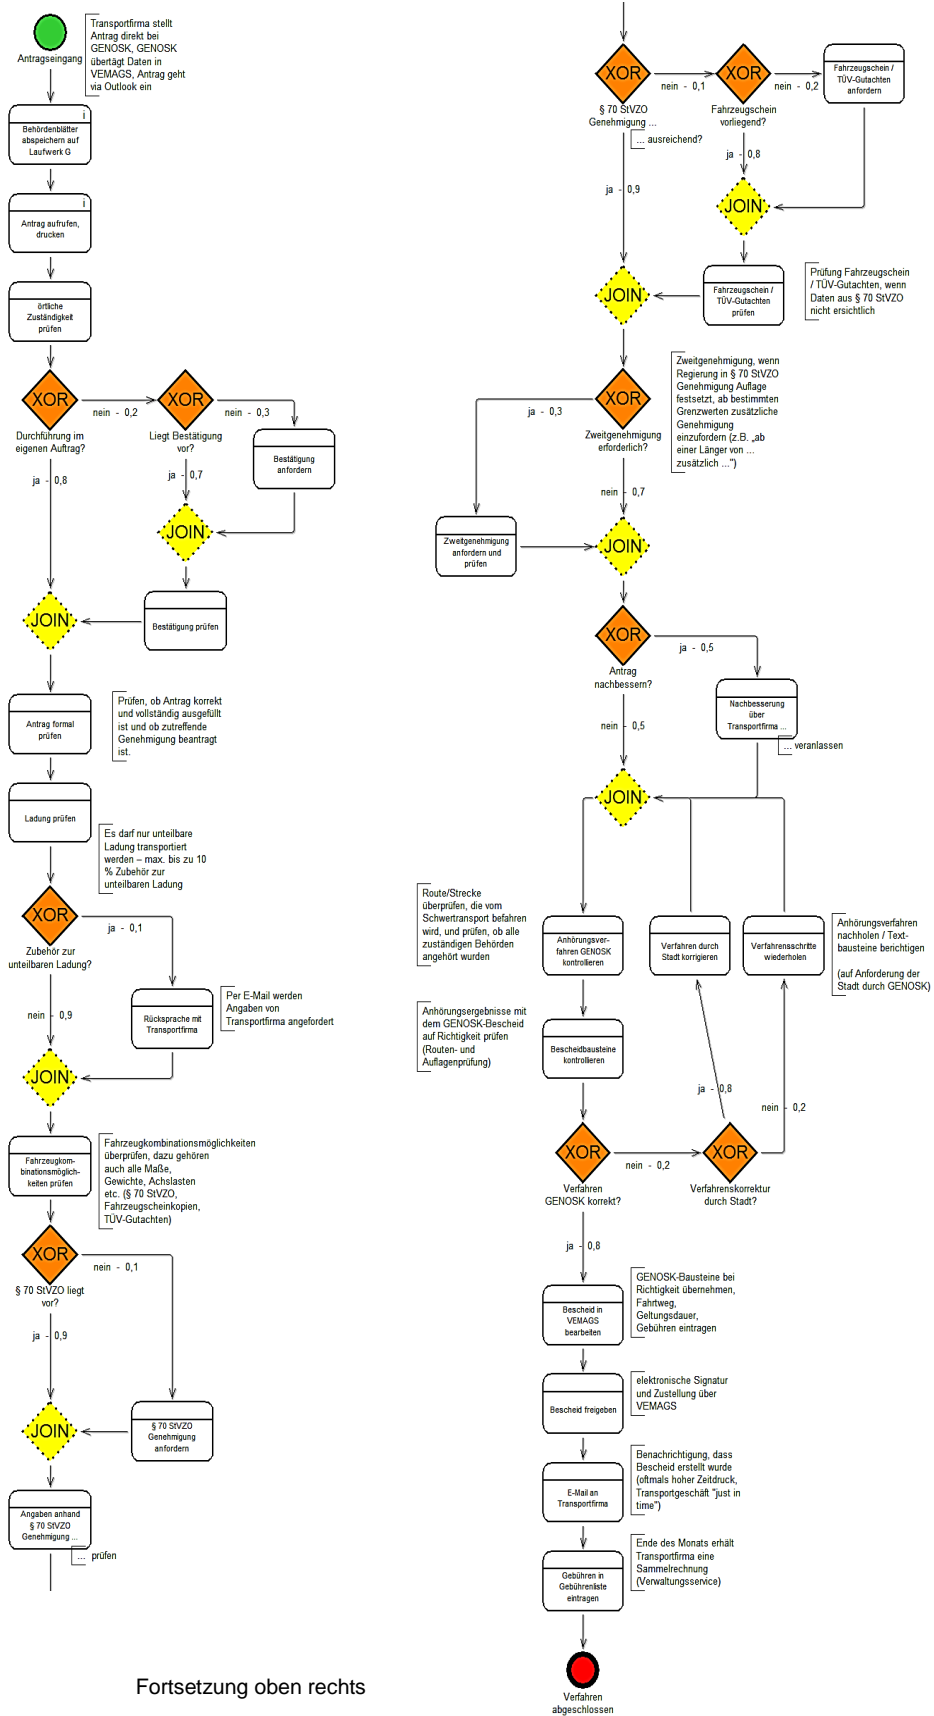 Antragseingang
Transportfirma stellt
Antrag direkt bei
GENOSK, GENOSK
übertägt Daten in
VEMAGS, Antrag geht
via Outlook ein
i
Behördenblätter
abspeichern auf
Laufwerk G
i
Antrag aufrufen,
drucken
örtliche
Zuständigkeit
prüfen
XOR
nein - 0,2
XOR
nein - 0,3
Durchführung im
eigenen Auftrag?
Liegt Bestätigung
vor?
Bestätigung
anfordern
ja - 0,8
ja - 0,7
JOIN
JOIN
Bestätigung prüfen
Antrag formal
prüfen
Prüfen, ob Antrag korrekt
und vollständig ausgefüllt
ist und ob zutreffende
Genehmigung beantragt
ist.
Ladung prüfen
Es darf nur unteilbare
Ladung transportiert
werden – max. bis zu 10
% Zubehör zur
unteilbaren Ladung
XOR
ja - 0,1
Zubehör zur
unteilbaren Ladung?
nein - 0,9
Rücksprache mit
Transportfirma
Per E-Mail werden
Angaben von
Transportfirma angefordert
JOIN
Fahrzeugkom-
binationsmöglich-
keiten prüfen
Fahrzeugkombinationsmöglichkeiten
überprüfen, dazu gehören
auch alle Maße,
Gewichte, Achslasten
etc. (§ 70 StVZO,
Fahrzeugscheinkopien,
TÜV-Gutachten)
XOR
nein - 0,1
§ 70 StVZO liegt
vor?
ja - 0,9
JOIN
§ 70 StVZO
Genehmigung
anfordern
Angaben anhand
§ 70 StVZO
Genehmigung ...
... prüfen
Fortsetzung oben rechts
XOR
nein - 0,1
XOR
nein - 0,2
Fahrzeugschein /
TÜV-Gutachten
anfordern
§ 70 StVZO
Genehmigung ...
... ausreichend?
Fahrzeugschein
vorliegend?
ja - 0,8
ja - 0,9
JOIN
JOIN
Fahrzeugschein /
TÜV-Gutachten
prüfen
Prüfung Fahrzeugschein
/ TÜV-Gutachten, wenn
Daten aus § 70 StVZO
nicht ersichtlich
XOR
ja - 0,3
Zweitgenehmigung
erforderlich?
Zweitgenehmigung, wenn
Regierung in § 70 StVZO
Genehmigung Auflage
festsetzt, ab bestimmten
Grenzwerten zusätzliche
Genehmigung
einzufordern (z.B. „ab
einer Länger von ...
zusätzlich ...")
nein - 0,7
Zweitgenehmigung
anfordern und
prüfen
JOIN
XOR
ja - 0,5
Antrag
nachbessern?
nein - 0,5
Nachbesserung
über
Transportfirma ...
... veranlassen
JOIN
Route/Strecke
überprüfen, die vom
Schwertransport befahren
wird, und prüfen, ob alle
zuständigen Behörden
angehört wurden
Anhörungsver-
fahren GENOSK
kontrollieren
Verfahren durch
Stadt korrigieren
Verfahrensschritte
wiederholen
Anhörungsverfahren
nachholen / Text-
bausteine berichtigen
(auf Anforderung der
Stadt durch GENOSK)
Anhörungsergebnisse mit
dem GENOSK-Bescheid
auf Richtigkeit prüfen
(Routen- und
Auflagenprüfung)
Bescheidbausteine
kontrollieren
ja - 0,8
nein - 0,2
XOR
nein - 0,2
XOR
Verfahren
GENOSK korrekt?
Verfahrenskorrektur
durch Stadt?
ja - 0,8
Bescheid in
VEMAGS
bearbeiten
GENOSK-Bausteine bei
Richtigkeit übernehmen,
Fahrtweg,
Geltungsdauer,
Gebühren eintragen
Bescheid freigeben
elektronische Signatur
und Zustellung über
VEMAGS
E-Mail an
Transportfirma
Benachrichtigung, dass
Bescheid erstellt wurde
(oftmals hoher Zeitdruck,
Transportgeschäft "just in
time")
Gebühren in
Gebührenliste
eintragen
Ende des Monats erhält
Transportfirma eine
Sammelrechnung
(Verwaltungsservice)
Verfahren
abgeschlossen